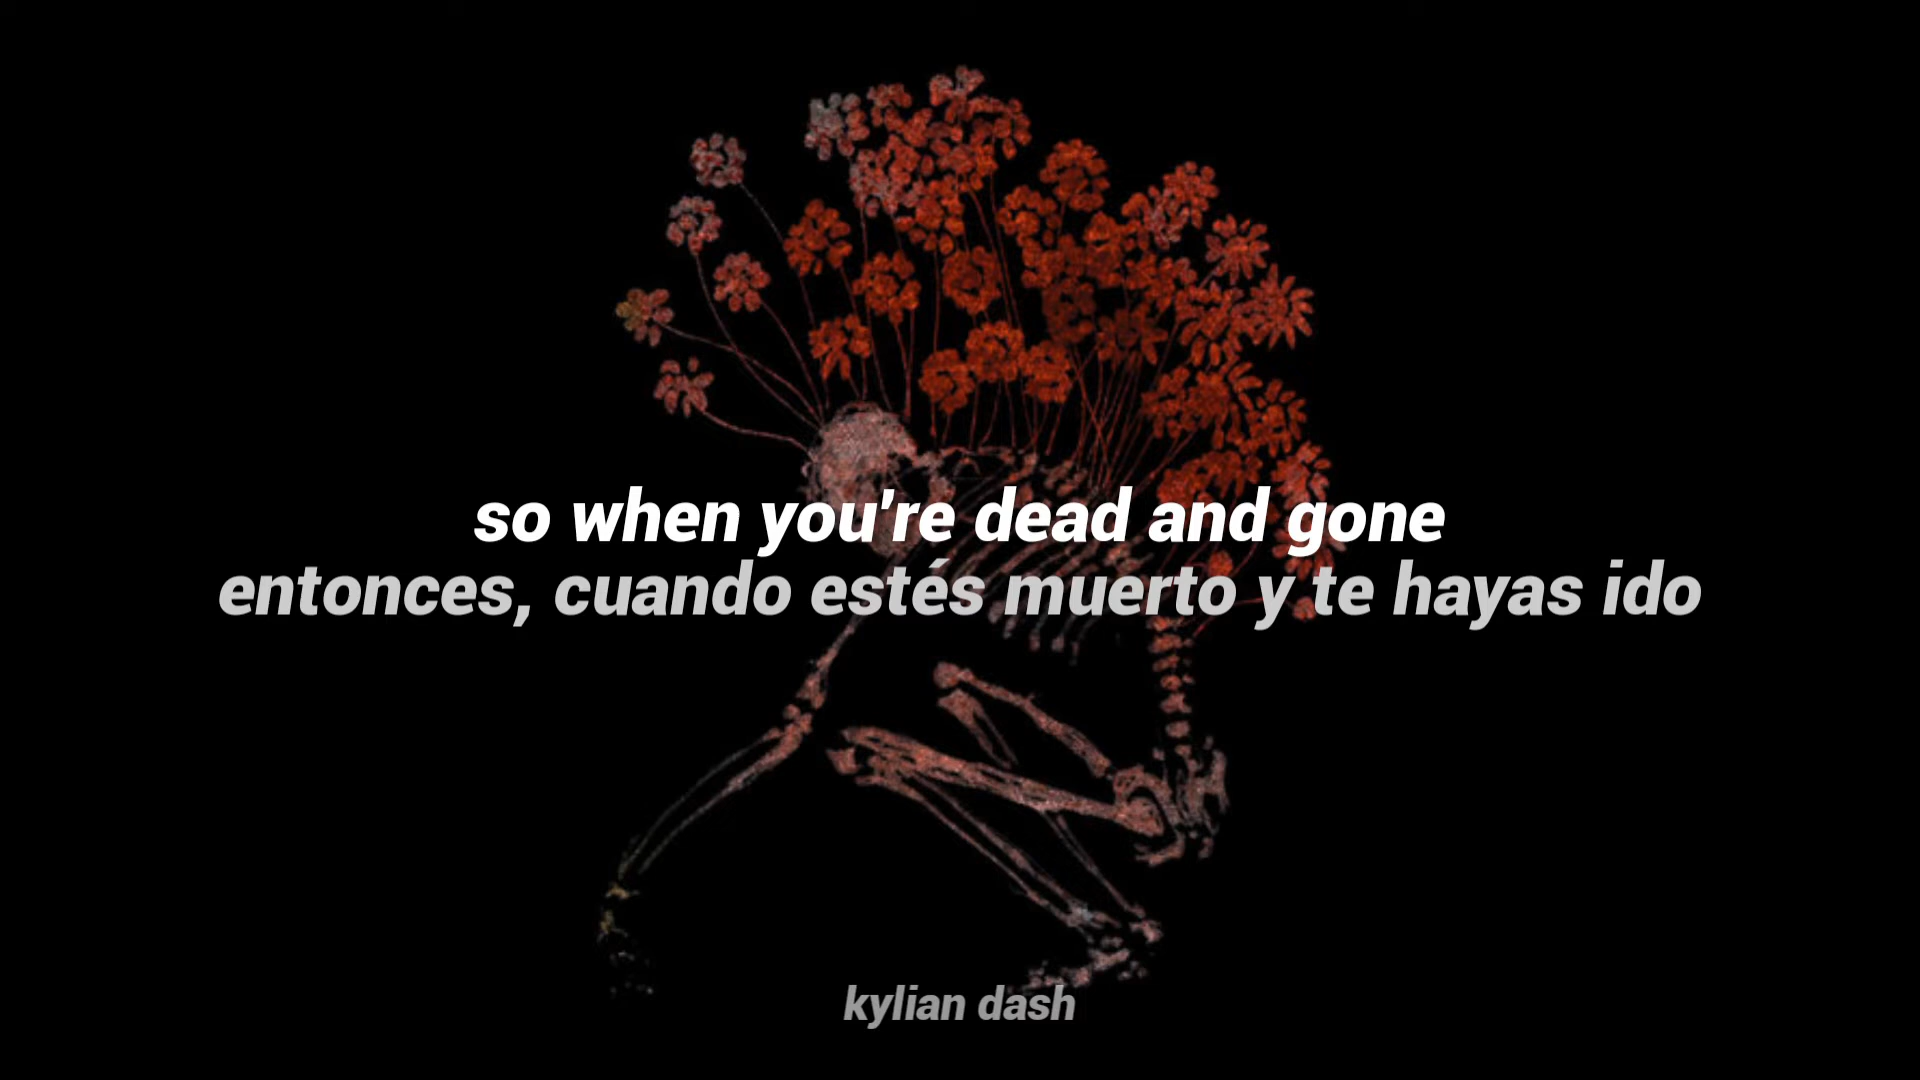 so when you're dead and gone
entonces, cuando estés muerto y te hayas ido
kylian dash